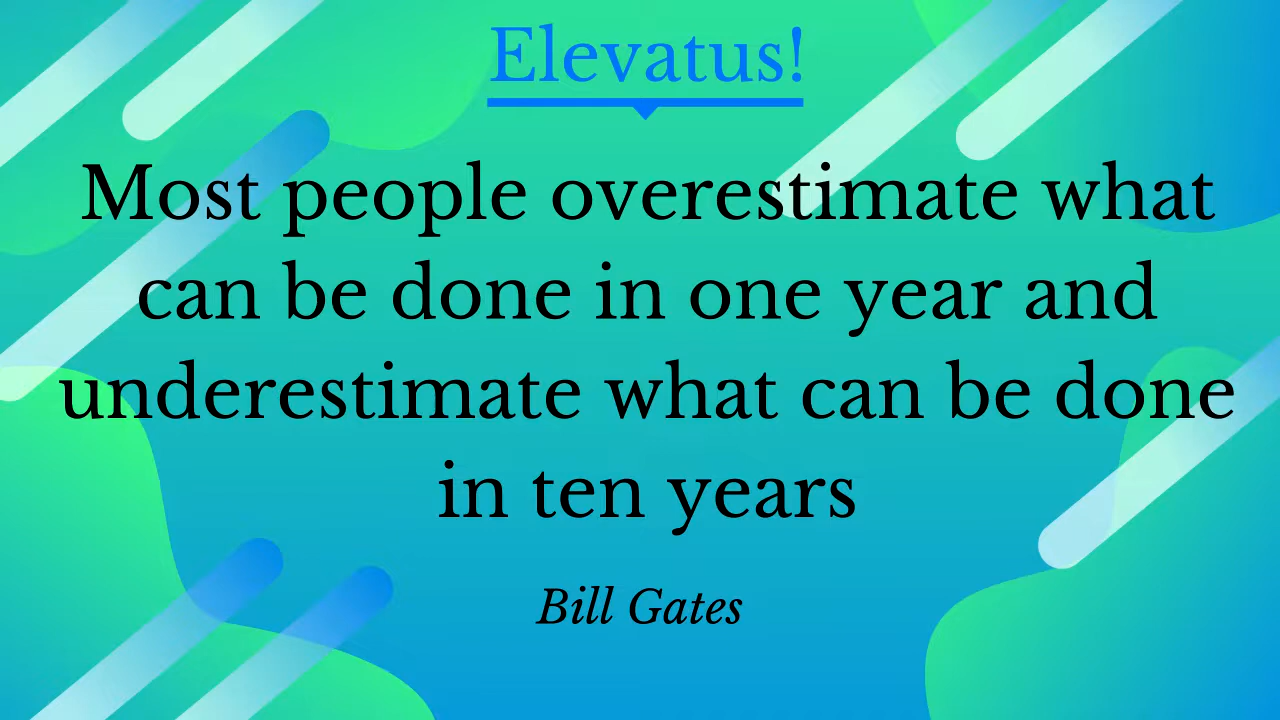 Elevatus!
Most people overestimate what
can be done in one year and
underestimate what can be done
in ten years
Bill Gates